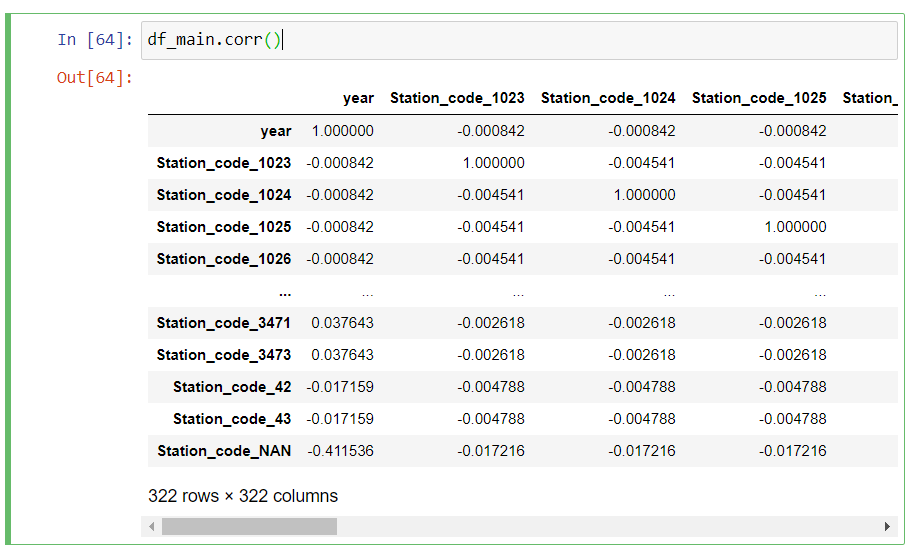 In [64]: df_main.corr()
Out[64]:
year Station_code_1023 Station_code_1024 Station_code_1025 Station_
year 1.000000 -0.000842 -0.000842 -0.000842
Station_code_1023 -0.000842 1.000000 -0.004541 -0.004541
Station_code_1024 -0.000842 -0.004541 1.000000 -0.004541
Station_code_1025 -0.000842 -0.004541 -0.004541 1.000000
Station_code_1026 -0.000842 -0.004541 -0.004541 -0.004541
... ... ... ... ...
Station_code_3471 0.037643 -0.002618 -0.002618 -0.002618
Station_code_3473 0.037643 -0.002618 -0.002618 -0.002618
Station_code_42 -0.017159 -0.004788 -0.004788 -0.004788
Station_code_43 -0.017159 -0.004788 -0.004788 -0.004788
Station_code_NAN -0.411536 -0.017216 -0.017216 -0.017216
322 rows × 322 columns